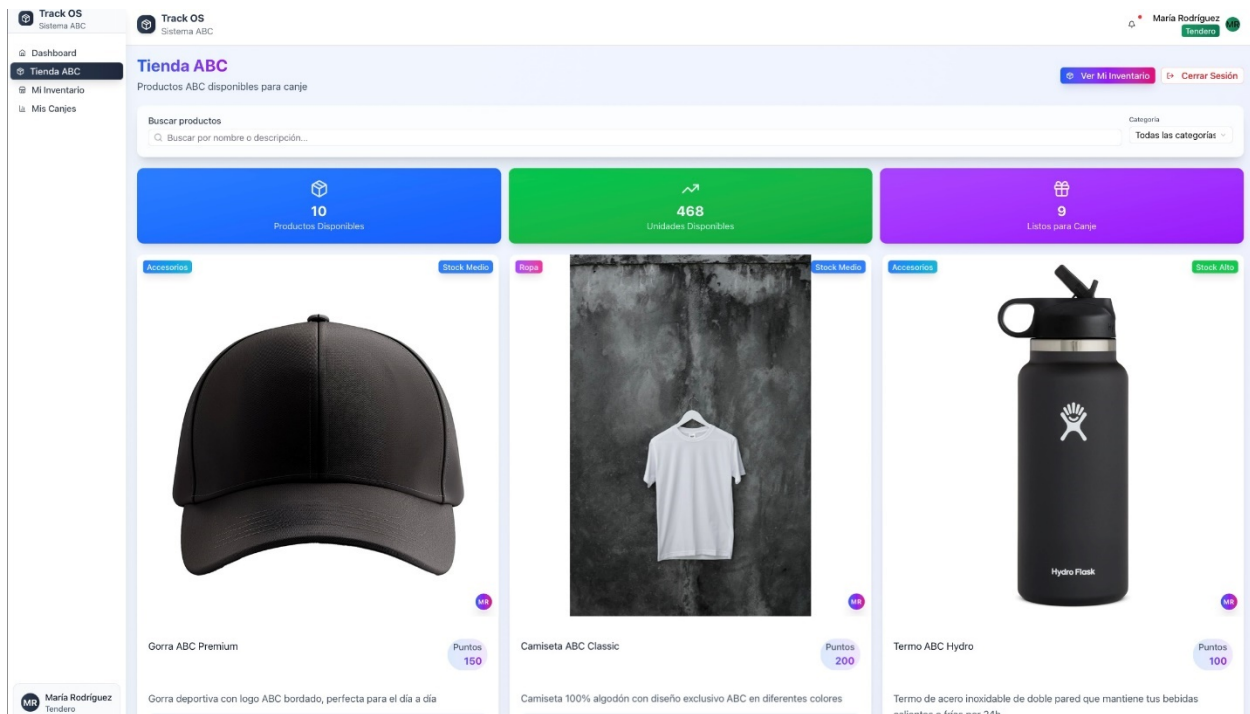 Track OS
Sistema ABC
Dashboard
Tienda ABC
Mi Inventario
Mis Canjes
MR
María Rodríguez
Tendero
Track OS
Sistema ABC
María Rodríguez
Tendero
MR
Tienda ABC
Productos ABC disponibles para canje
Ver Mi Inventario
Cerrar Sesión
Buscar productos
Buscar por nombre o descripción...
Categoría
Todas las categorías
10
Productos Disponibles
468
Unidades Disponibles
9
Listos para Canje
Accesorios
Stock Medio
MR
Gorra ABC Premium
Puntos
150
Gorra deportiva con logo ABC bordado, perfecta para el día a día
Ropa
Stock Medio
MR
Camiseta ABC Classic
Puntos
200
Camiseta 100% algodón con diseño exclusivo ABC en diferentes colores
Accesorios
Stock Alto
Hydro Flask
MR
Termo ABC Hydro
Puntos
100
Termo de acero inoxidable de doble pared que mantiene tus bebidas
calientes o frías por 24h